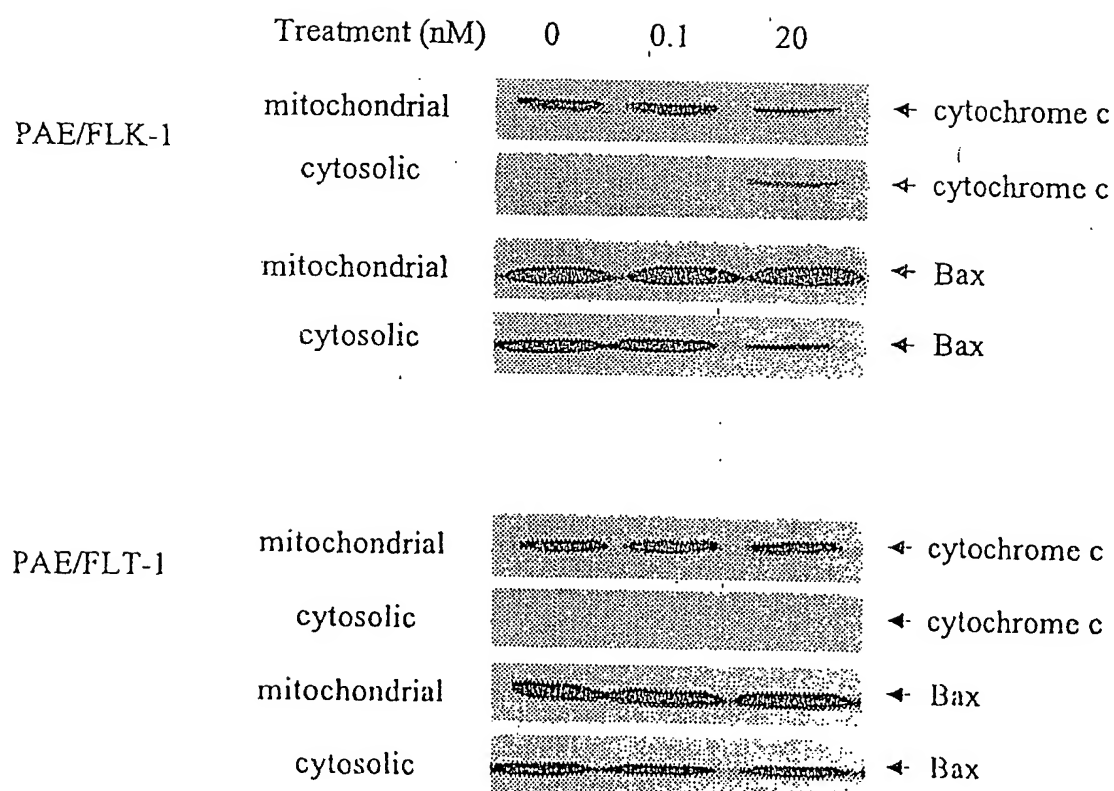 Treatment (nM) 0 0.1 20
mitochondrial cytochrome c
PAE/FLK-1
cytosolic cytochrome c
mitochondrial Bax
cytosolic Bax
mitochondrial cytochrome c
PAE/FLT-1
cytosolic cytochrome c
mitochondrial Bax
cytosolic Bax